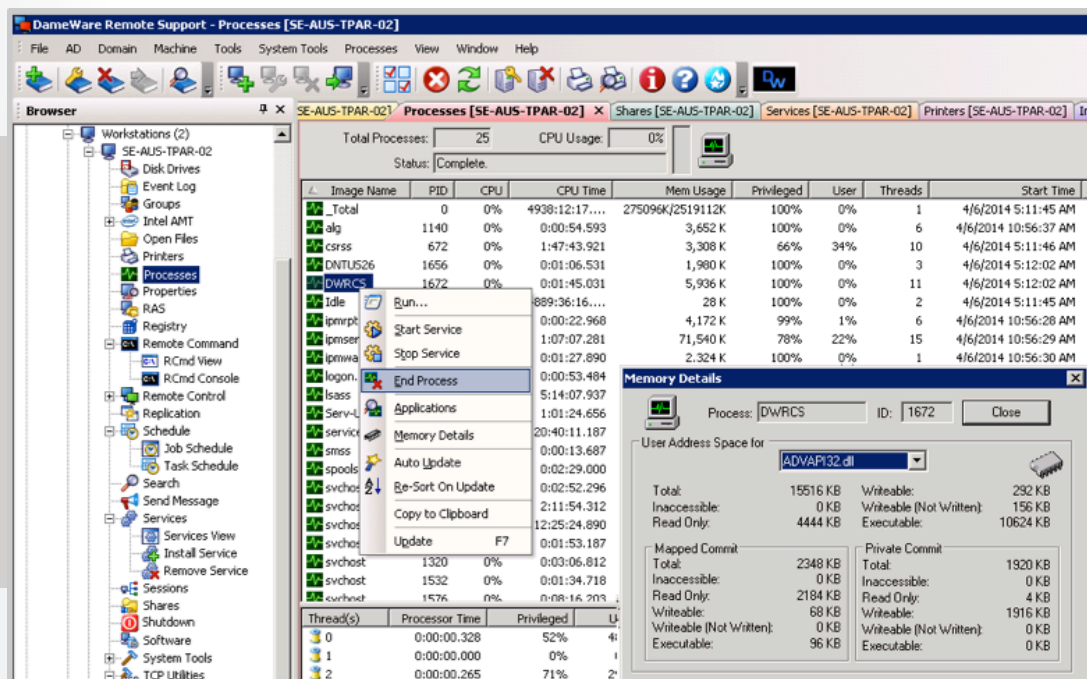 DameWare Remote Support - Processes [SE-AUS-TPAR-02]
File AD Domain Machine Tools System Tools Processes View Window Help
Browser
SE-AUS-TPAR-02] Processes [SE-AUS-TPAR-02] Shares [SE-AUS-TPAR-02] Services [SE-AUS-TPAR-02] Printers [SE-AUS-TPAR-02]
Workstations (2)
SE-AUS-TPAR-02
Disk Drives
Event Log
Groups
Intel AMT
Open Files
Printers
Processes
Properties
RAS
Registry
Remote Command
RCmd View
RCmd Console
Remote Control
Replication
Schedule
Job Schedule
Task Schedule
Search
Send Message
Services
Services View
Install Service
Remove Service
Sessions
Shares
Shutdown
Software
System Tools
TCP Utilities
Total Processes: 25 CPU Usage: 0%
Status: Complete.
Image Name PID CPU CPU Time Mem Usage Privileged User Threads Start Time
_Total 0 0% 4938:12:17.... 275096K/2519112K 100% 0% 1 4/6/2014 5:11:45 AM
alg 1140 0% 0:00:54.593 3,652 K 100% 0% 6 4/6/2014 10:56:37 AM
csrss 672 0% 1:47:43.921 3,308 K 66% 34% 10 4/6/2014 5:11:46 AM
DNTUS26 1656 0% 0:01:06.531 1,980 K 100% 0% 3 4/6/2014 5:12:02 AM
DWRCS 1672 0% 0:01:45.031 5,936 K 100% 0% 11 4/6/2014 5:12:02 AM
Idle 889:36:16.... 28 K 100% 0% 2 4/6/2014 5:11:45 AM
ipmrpt 0:00:22.968 4,172 K 99% 1% 6 4/6/2014 10:56:28 AM
ipmser 1:07:07.281 71,540 K 78% 22% 15 4/6/2014 10:56:29 AM
ipmwa 0:01:27.890 2,324 K 100% 0% 1 4/6/2014 10:56:30 AM
logon. 0:00:53.484
lsass 5:14:07.937
Serv-U 1:01:24.656
service 20:40:11.187
smss 0:00:13.687
spools 0:02:29.000
svchos 0:02:52.296
svchos 2:11:54.312
svchos 12:25:24.890
svchos 0:01:53.187
svchost 1320 0% 0:03:06.812
svchost 1532 0% 0:01:34.718
svchost 1576 0% 0:08:16.203
Run...
Start Service
Stop Service
End Process
Applications
Memory Details
Auto Update
Re-Sort On Update
Copy to Clipboard
Update F7
Thread(s) Processor Time Privileged
0 0:00:00.328 52%
1 0:00:00.000 0%
2 0:00:00.265 71%
Memory Details
Process: DWRCS ID: 1672 Close
User Address Space for
ADVAPI32.dll
Total: 15516 KB Writeable: 292 KB
Inaccessible: 0 KB Writeable (Not Written): 156 KB
Read Only: 4444 KB Executable: 10624 KB
Mapped Commit
Total: 2348 KB
Inaccessible: 0 KB
Read Only: 2184 KB
Writeable: 68 KB
Writeable (Not Written): 0 KB
Executable: 96 KB
Private Commit
Total: 1920 KB
Inaccessible: 0 KB
Read Only: 4 KB
Writeable: 1916 KB
Writeable (Not Written): 0 KB
Executable: 0 KB